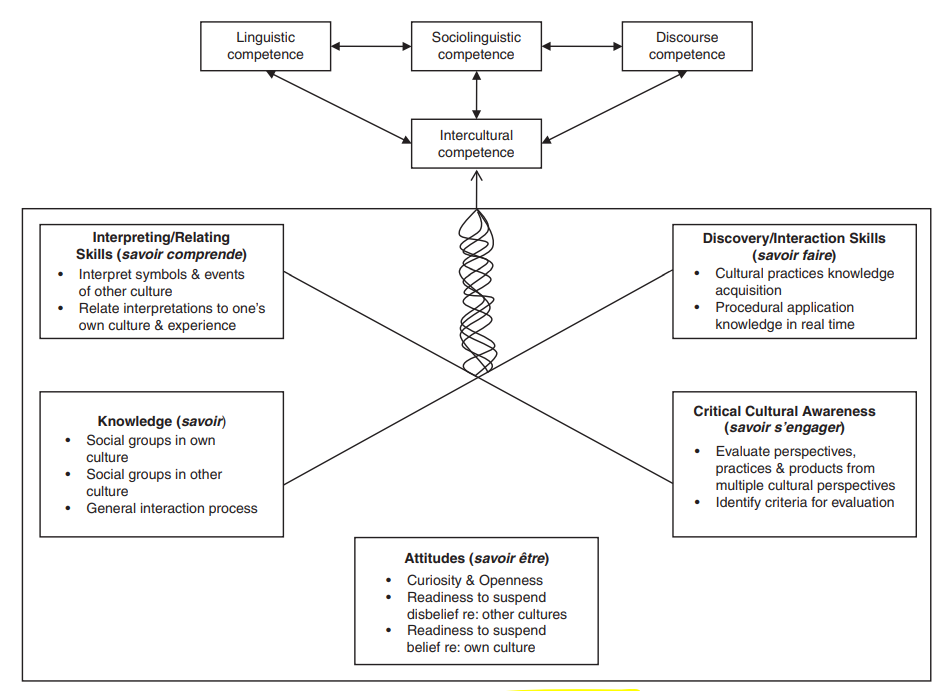 Linguistic
competence
Sociolinguistic
competence
Discourse
competence
Intercultural
competence
Interpreting/Relating
Skills (savoir comprende)
• Interpret symbols & events
of other culture
• Relate interpretations to one's
own culture & experience
Discovery/Interaction Skills
(savoir faire)
• Cultural practices knowledge
acquisition
• Procedural application
knowledge in real time
Knowledge (savoir)
• Social groups in own
culture
• Social groups in other
culture
• General interaction process
Critical Cultural Awareness
(savoir s'engager)
• Evaluate perspectives,
practices & products from
multiple cultural perspectives
• Identify criteria for evaluation
Attitudes (savoir être)
• Curiosity & Openness
• Readiness to suspend
disbelief re: other cultures
• Readiness to suspend
belief re: own culture